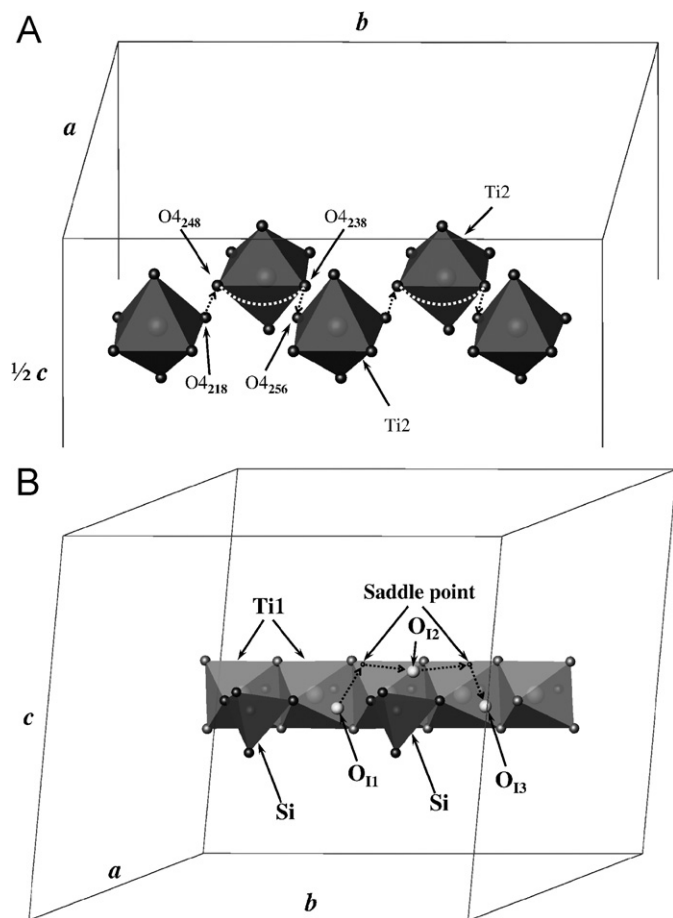 A
b
a
O4248
O4238
Ti2
½ c
O4218
O4256
Ti2
B
Ti1
Saddle point
OI2
c
OI1
OI3
Si
Si
a
b